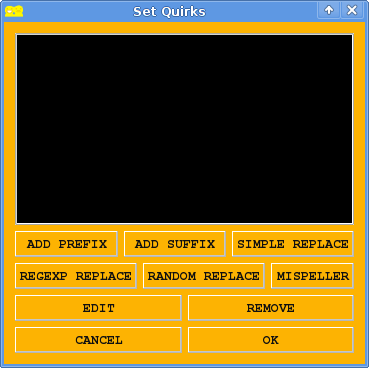 Set Quirks
ADD PREFIX ADD SUFFIX SIMPLE REPLACE
REGEXP REPLACE RANDOM REPLACE MISPELLER
EDIT REMOVE
CANCEL OK